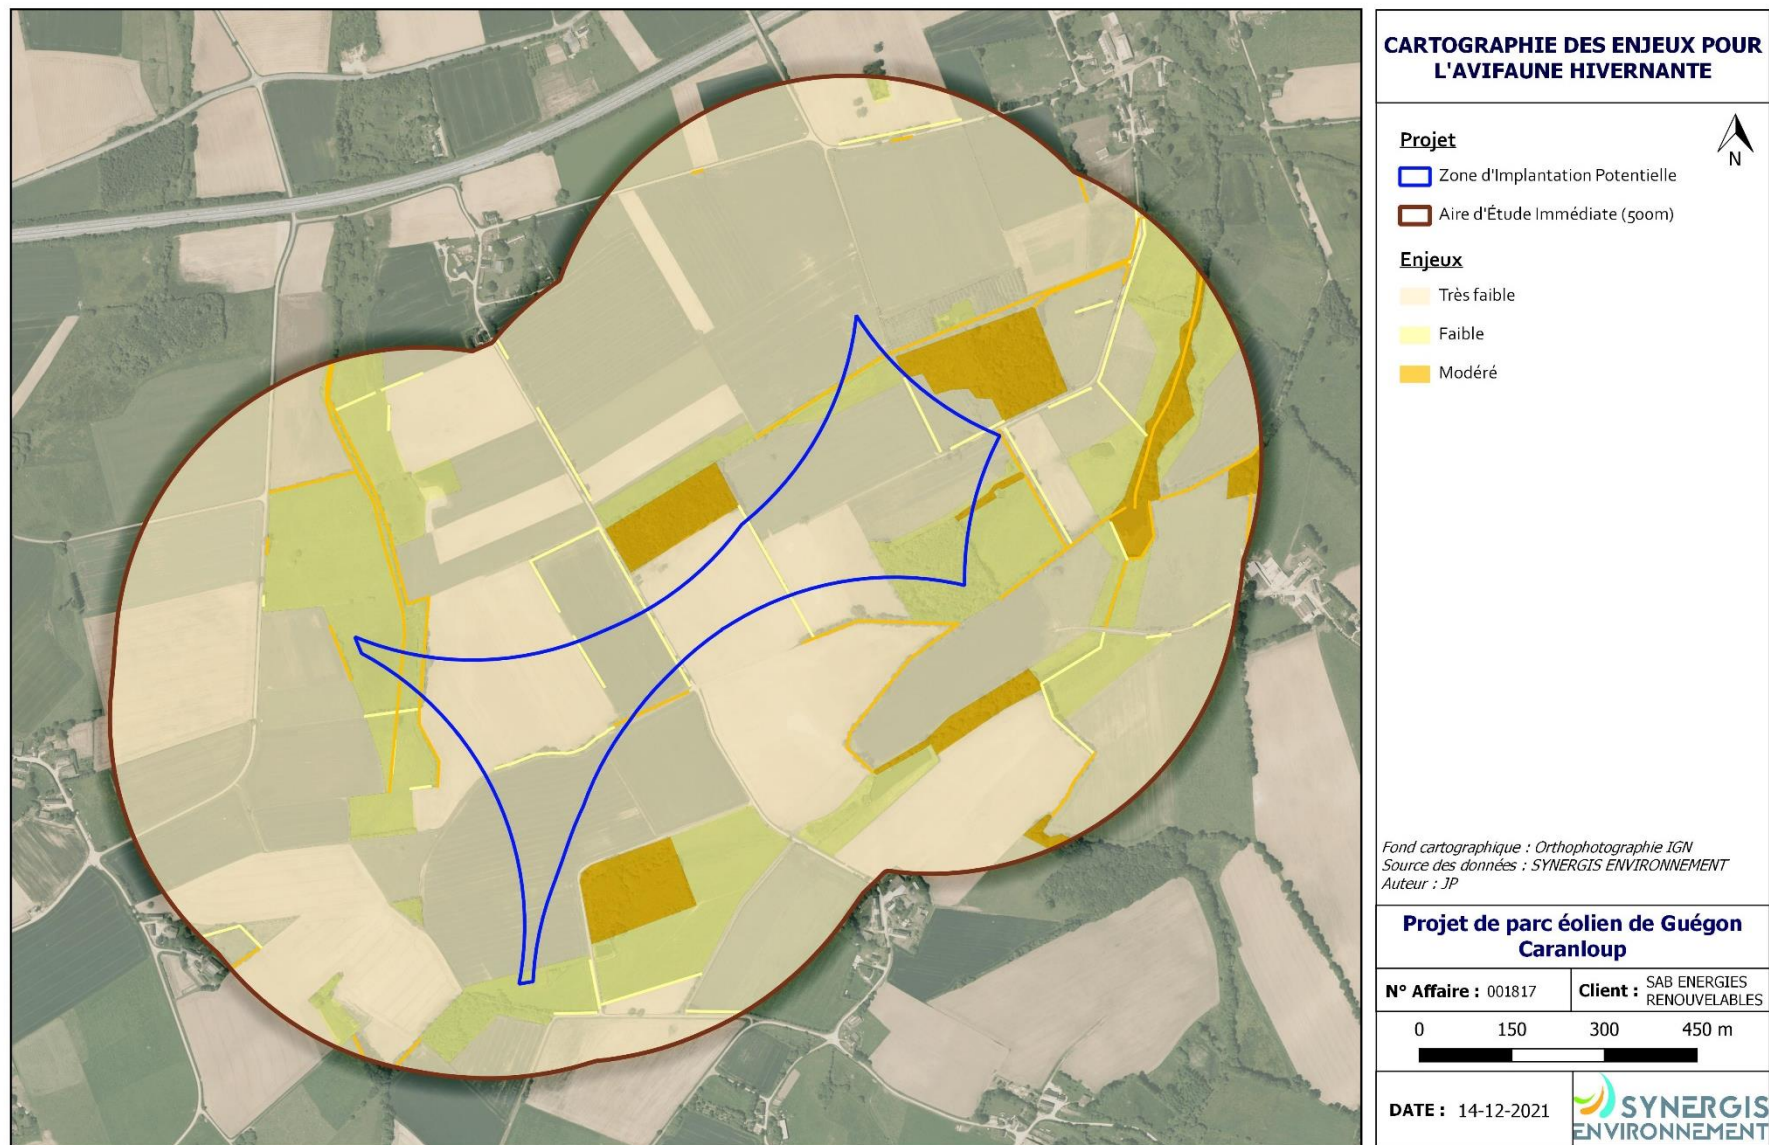 CARTOGRAPHIE DES ENJEUX POUR
L'AVIFAUNE HIVERNANTE
Projet
N
Zone d'Implantation Potentielle
Aire d'Étude Immédiate (500m)
Enjeux
Très faible
Faible
Modéré
Fond cartographique : Orthophotographie IGN
Source des données : SYNERGIS ENVIRONNEMENT
Auteur : JP
Projet de parc éolien de Guégon
Caranloup
N° Affaire : 001817
Client : SAB ENERGIES
RENOUVELABLES
0 150 300 450 m
DATE : 14-12-2021
SYNERGIS
ENVIRONNEMENT